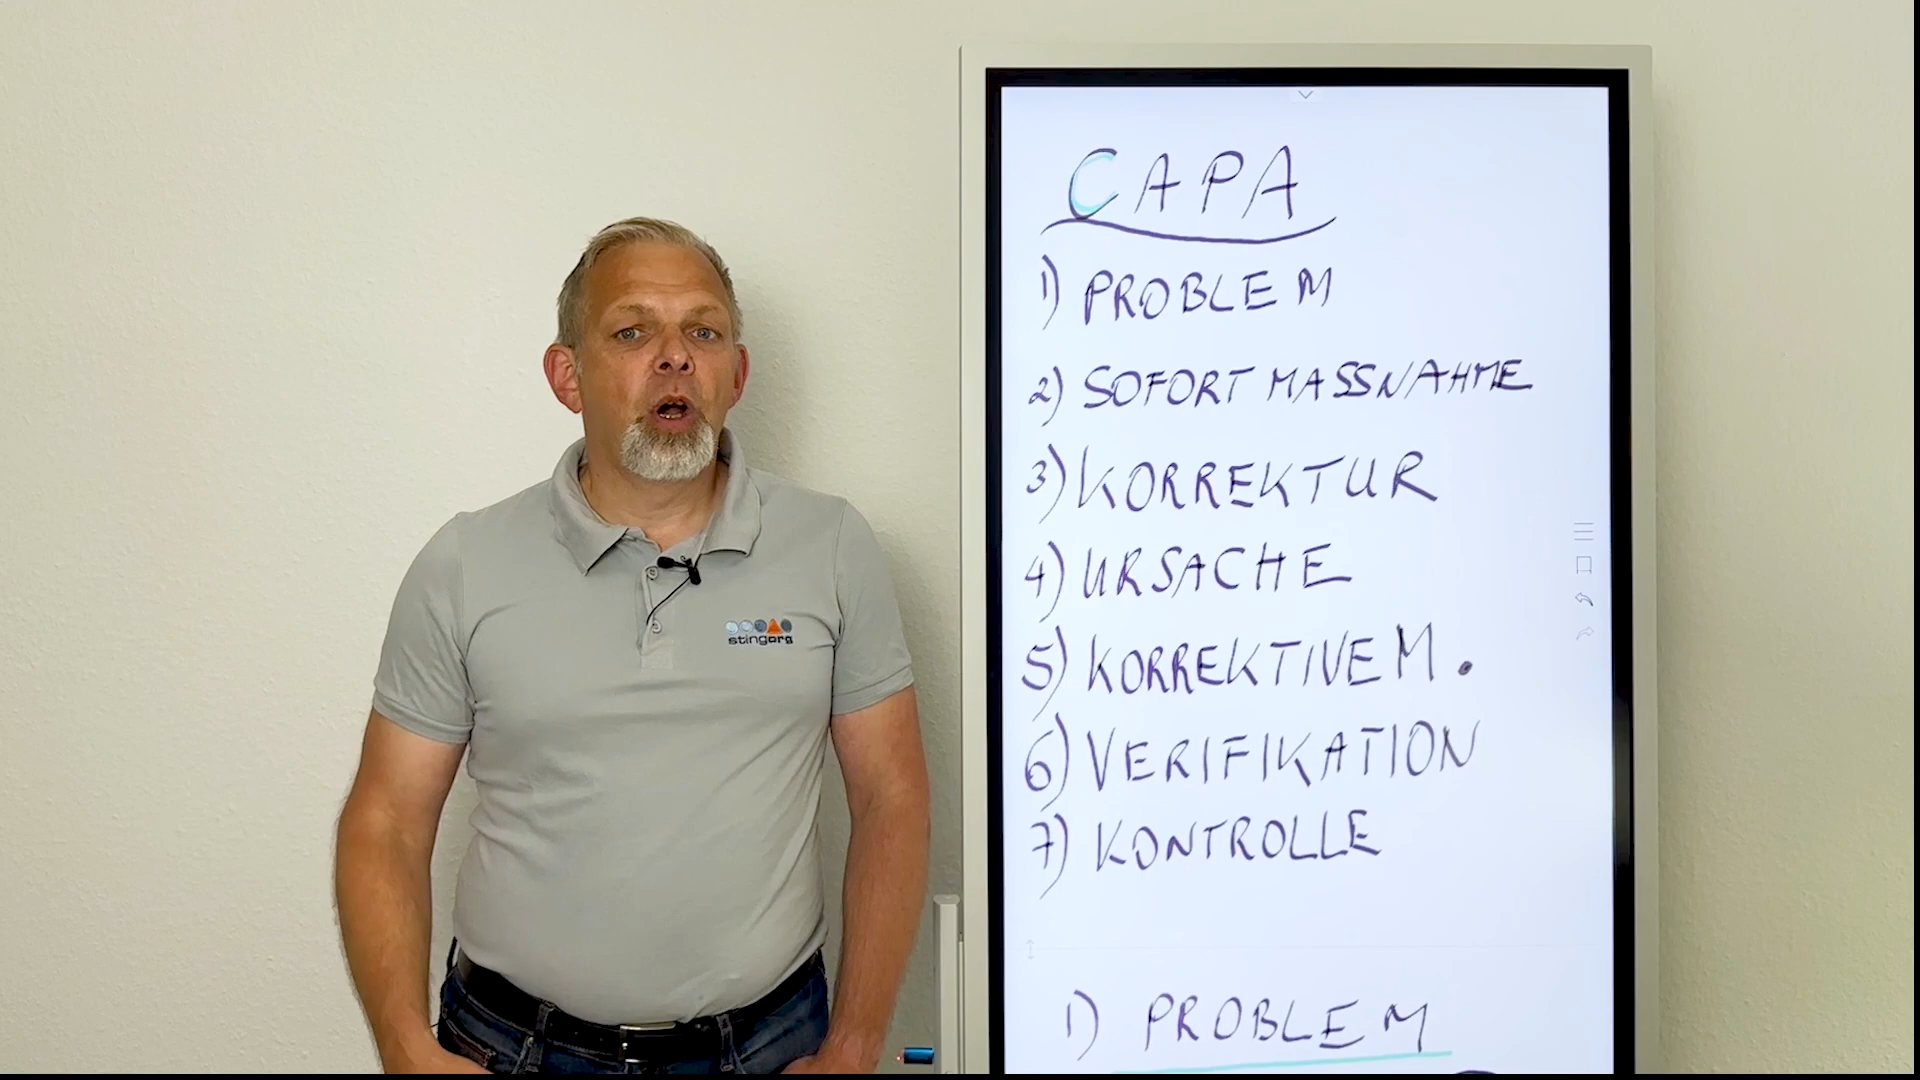 stingorg
CAPA
1) PROBLEM
2) SOFORT MASSNAHME
3) KORREKTUR
4) URSACHE
5) KORREKTIVE M.
6) VERIFIKATION
7) KONTROLLE
1) PROBLEM